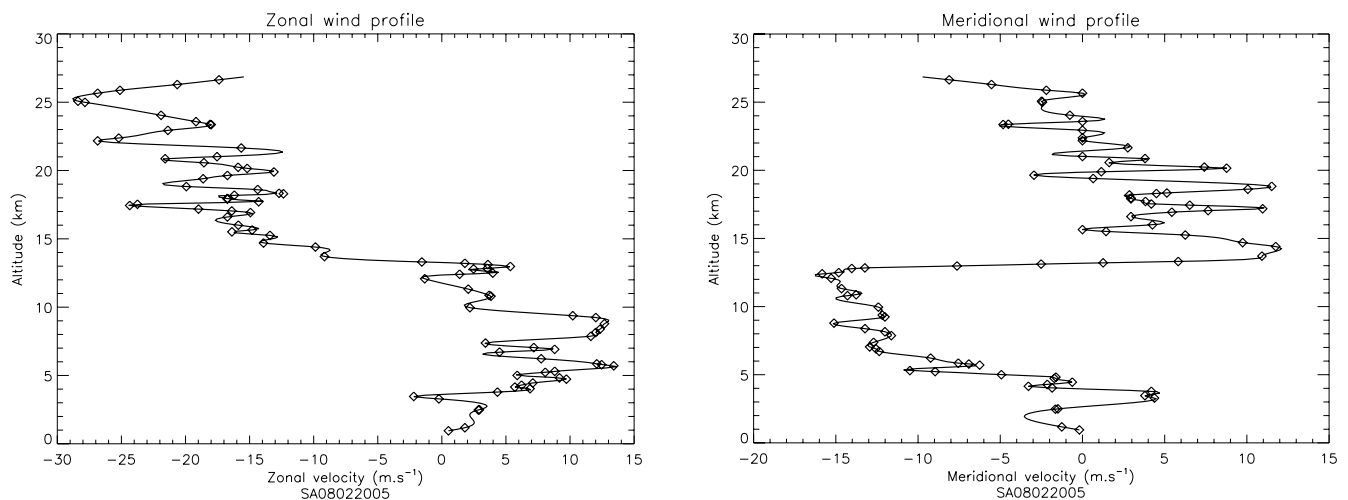 Zonal wind profile
30
25
20
15
10
5
0
Altitude (km)
−30 −25 −20 −15 −10 −5 0 5 10 15
Zonal velocity (m.s⁻¹)
SA08022005
Meridional wind profile
30
25
20
15
10
5
0
Altitude (km)
−20 −15 −10 −5 0 5 10 15
Meridional velocity (m.s⁻¹)
SA08022005